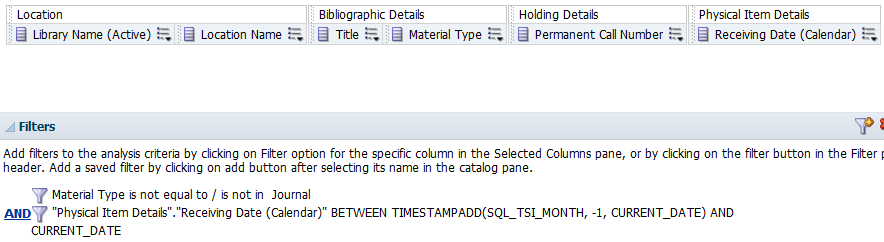 Location
Bibliographic Details
Holding Details
Physical Item Details
Library Name (Active)
Location Name
Title
Material Type
Permanent Call Number
Receiving Date (Calendar)
Filters
Add filters to the analysis criteria by clicking on Filter option for the specific column in the Selected Columns pane, or by clicking on the filter button in the Filter p
header. Add a saved filter by clicking on add button after selecting its name in the catalog pane.
Material Type is not equal to / is not in Journal
AND "Physical Item Details"."Receiving Date (Calendar)" BETWEEN TIMESTAMPADD(SQL_TSI_MONTH, -1, CURRENT_DATE) AND
CURRENT_DATE